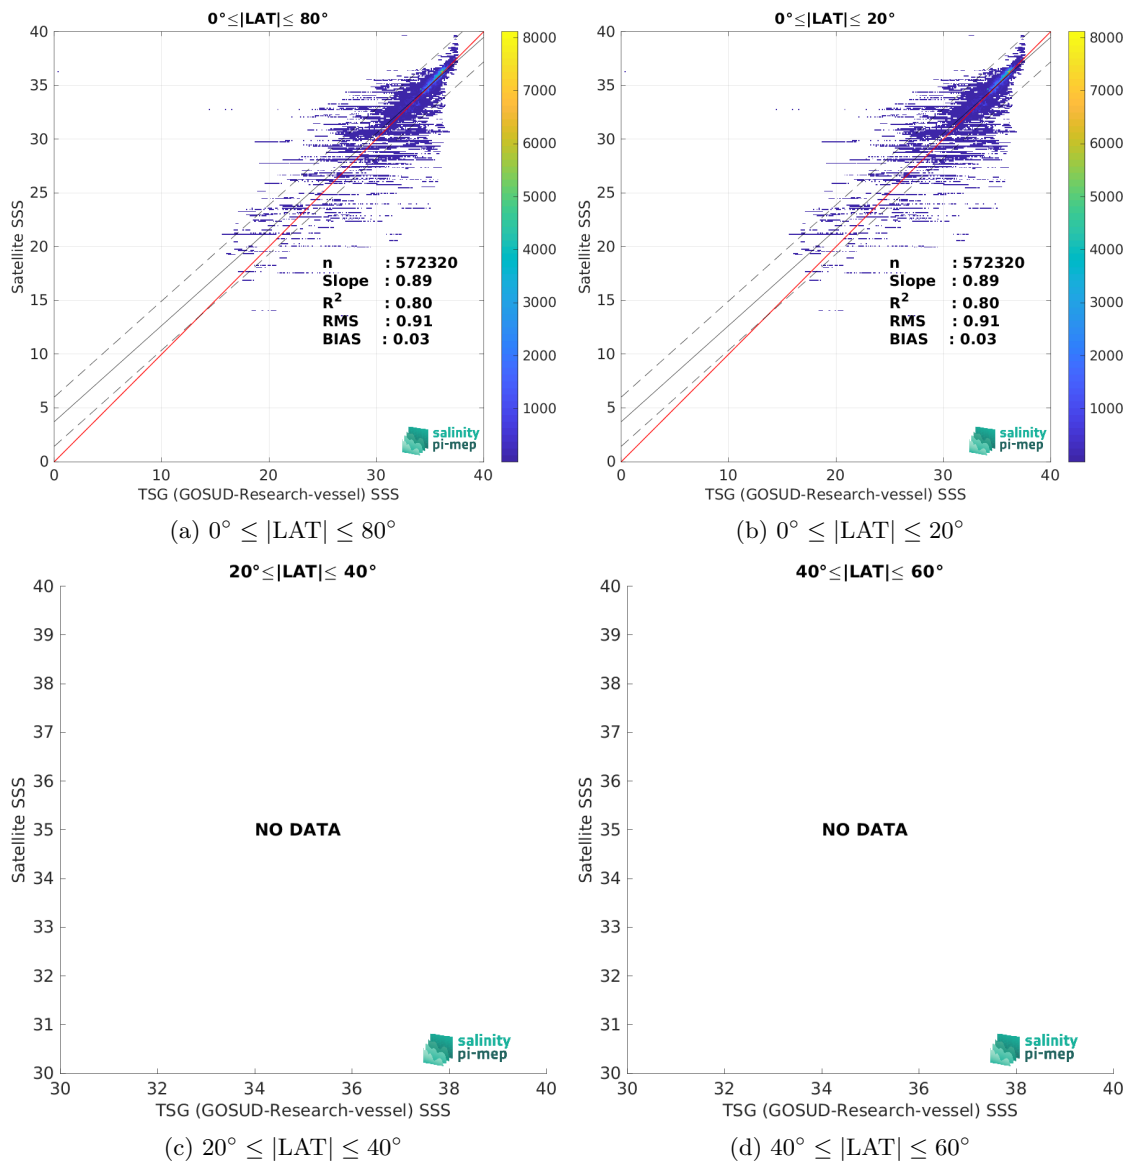 0°≤|LAT|≤ 80°
40
35
30
25
20
15
10
5
0
Satellite SSS
n : 572320
Slope : 0.89
R2 : 0.80
RMS : 0.91
BIAS : 0.03
salinity
pi-mep
0 10 20 30 40
TSG (GOSUD-Research-vessel) SSS
8000
7000
6000
5000
4000
3000
2000
1000
(a) 0° ≤ |LAT| ≤ 80°
0°≤|LAT|≤ 20°
40
35
30
25
20
15
10
5
0
Satellite SSS
n : 572320
Slope : 0.89
R2 : 0.80
RMS : 0.91
BIAS : 0.03
salinity
pi-mep
0 10 20 30 40
TSG (GOSUD-Research-vessel) SSS
8000
7000
6000
5000
4000
3000
2000
1000
(b) 0° ≤ |LAT| ≤ 20°
20°≤|LAT|≤ 40°
40
39
38
37
36
35
34
33
32
31
30
Satellite SSS
NO DATA
salinity
pi-mep
30 32 34 36 38 40
TSG (GOSUD-Research-vessel) SSS
(c) 20° ≤ |LAT| ≤ 40°
40°≤|LAT|≤ 60°
40
39
38
37
36
35
34
33
32
31
30
Satellite SSS
NO DATA
salinity
pi-mep
30 32 34 36 38 40
TSG (GOSUD-Research-vessel) SSS
(d) 40° ≤ |LAT| ≤ 60°